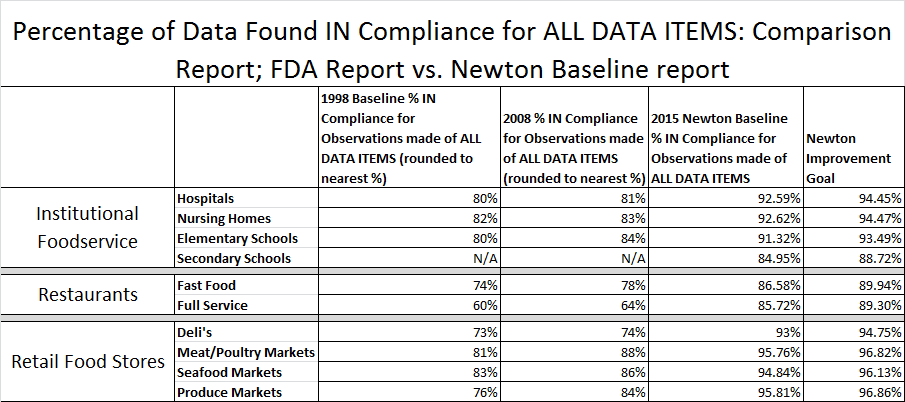 Percentage of Data Found IN Compliance for ALL DATA ITEMS: Comparison
Report; FDA Report vs. Newton Baseline report
1998 Baseline % IN
Compliance for
Observations made of ALL
DATA ITEMS (rounded to
nearest %)
2008 % IN Compliance
for Observations made
of ALL DATA ITEMS
(rounded to nearest %)
2015 Newton Baseline
% IN Compliance for
Observations made of
ALL DATA ITEMS
Newton
Improvement
Goal
Institutional
Foodservice
Hospitals 80% 81% 92.59% 94.45%
Nursing Homes 82% 83% 92.62% 94.47%
Elementary Schools 80% 84% 91.32% 93.49%
Secondary Schools N/A N/A 84.95% 88.72%
Restaurants
Fast Food 74% 78% 86.58% 89.94%
Full Service 60% 64% 85.72% 89.30%
Retail Food Stores
Deli's 73% 74% 93% 94.75%
Meat/Poultry Markets 81% 88% 95.76% 96.82%
Seafood Markets 83% 86% 94.84% 96.13%
Produce Markets 76% 84% 95.81% 96.86%